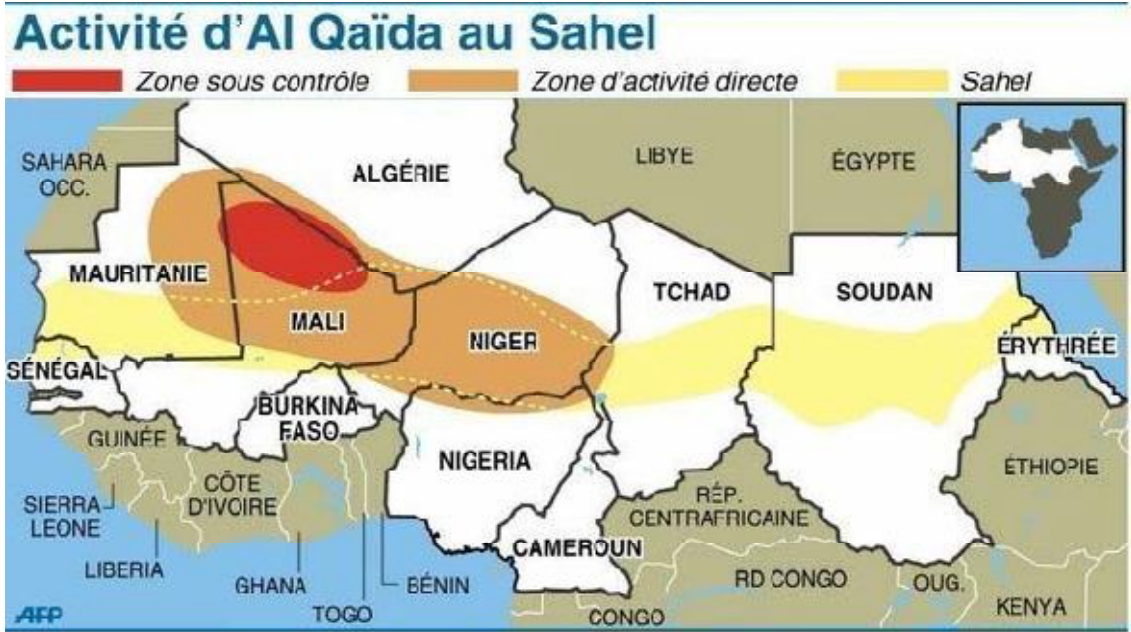 Activité d'Al Qaïda au Sahel
Zone sous contrôle
Zone d'activité directe
Sahel
SAHARA
OCC.
ALGÉRIE
LIBYE
ÉGYPTE
MAURITANIE
MALI
NIGER
TCHAD
SOUDAN
ÉRYTHRÉE
SÉNÉGAL
BURKINA
FASO
GUINÉE
NIGERIA
ÉTHIOPIE
SIERRA
LEONE
CÔTE
D'IVOIRE
RÉP.
CENTRAFRICAINE
CAMEROUN
LIBERIA
GHANA
TOGO
BÉNIN
CONGO
RD CONGO
OUG.
KENYA
AFP